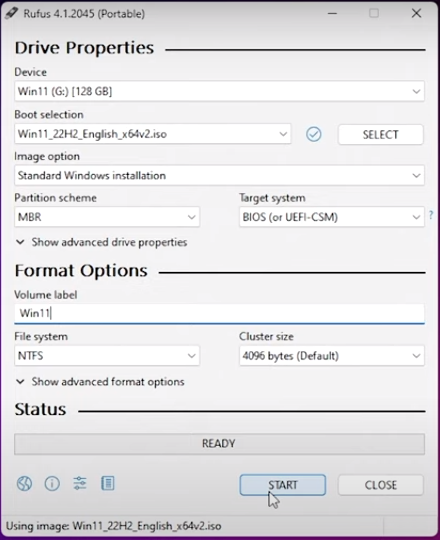 Rufus 4.1.2045 (Portable)
Drive Properties
Device
Win11 (G:) [128 GB]
Boot selection
Win11_22H2_English_x64v2.iso
SELECT
Image option
Standard Windows installation
Partition scheme
Target system
MBR
BIOS (or UEFI-CSM)
?
Show advanced drive properties
Format Options
Volume label
Win11
File system
Cluster size
NTFS
4096 bytes (Default)
Show advanced format options
Status
READY
START
CLOSE
Using image: Win11_22H2_English_x64v2.iso